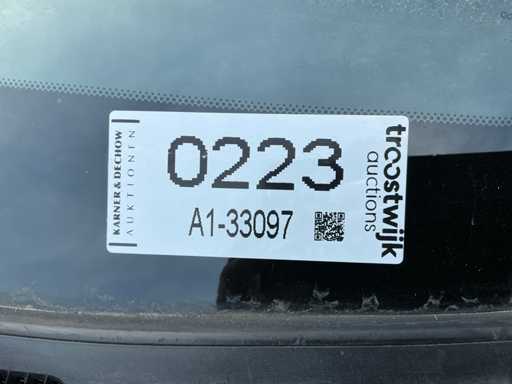 KARNER & DECHOW
AUKTIONEN
0223
A1-33097
troostwijk
auctions